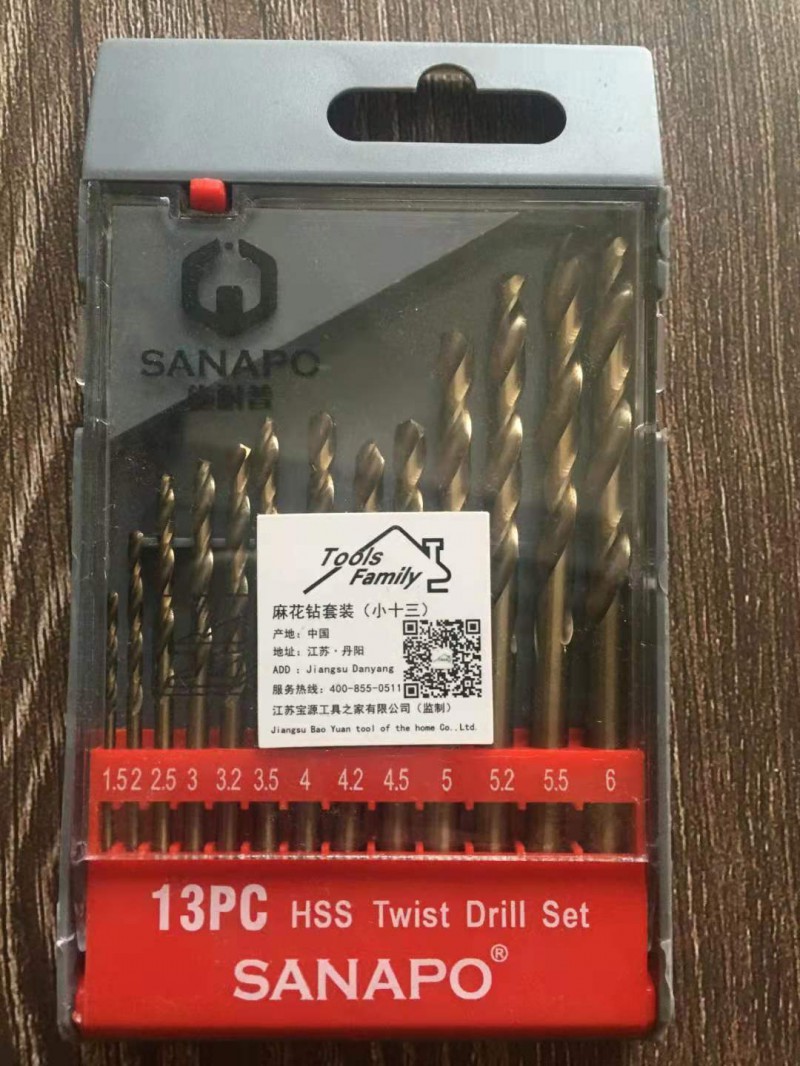 SANAPO
耐普
Tools
Family
麻花钻套装（小十三）
产地：中国
地址：江苏·丹阳
ADD：Jiangsu Danyang
服务热线：400-855-0511
江苏宝源工具之家有限公司（监制）
Jiangsu Bao Yuan tool of the home Co.,Ltd.
1.5 2 2.5 3 3.2 3.5 4 4.2 4.5 5 5.2 5.5 6
13PC HSS Twist Drill Set
SANAPO®